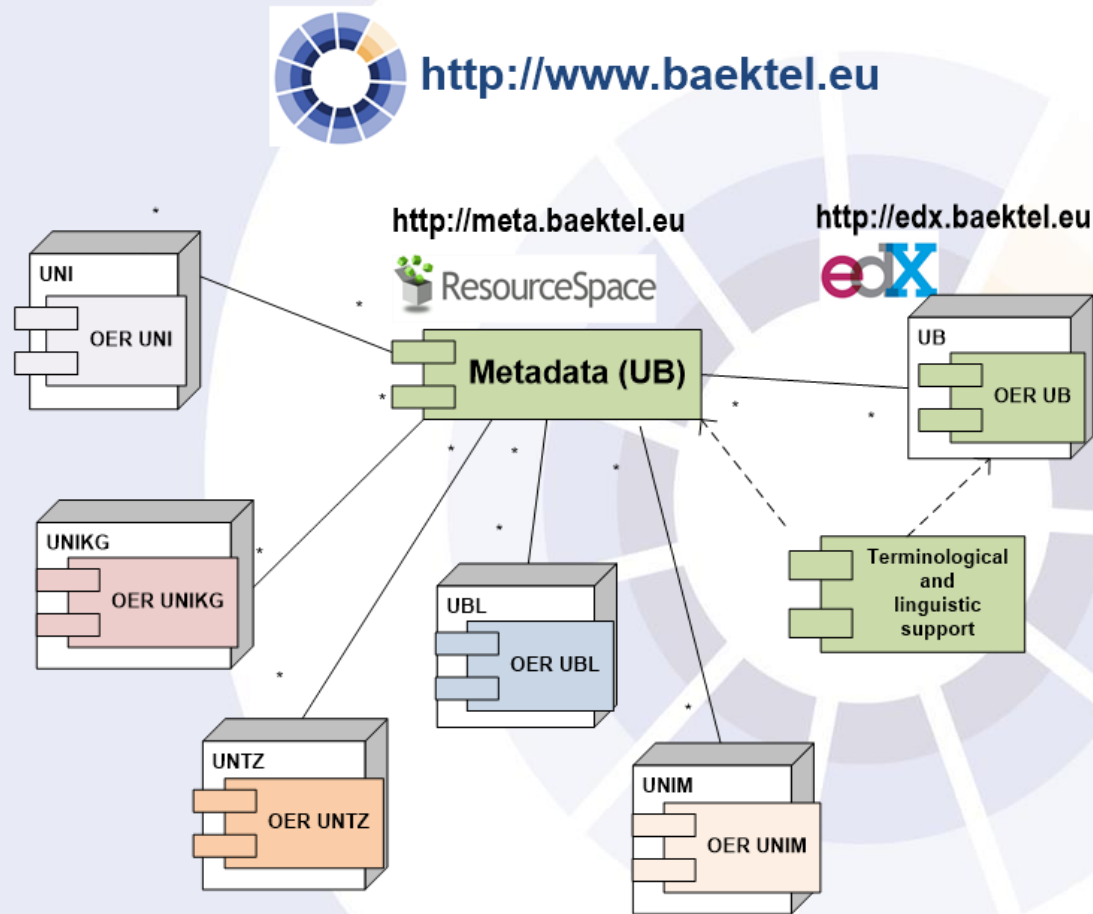 http://www.baektel.eu
http://meta.baektel.eu
http://edx.baektel.eu
*
UNI
OER UNI
ResourceSpace
edX
*
UB
OER UB
Metadata (UB)
*
*
*
*
*
*
UNIKG
OER UNIKG
*
*
Terminological
and
linguistic
support
UBL
OER UBL
*
*
UNTZ
OER UNTZ
UNIM
OER UNIM